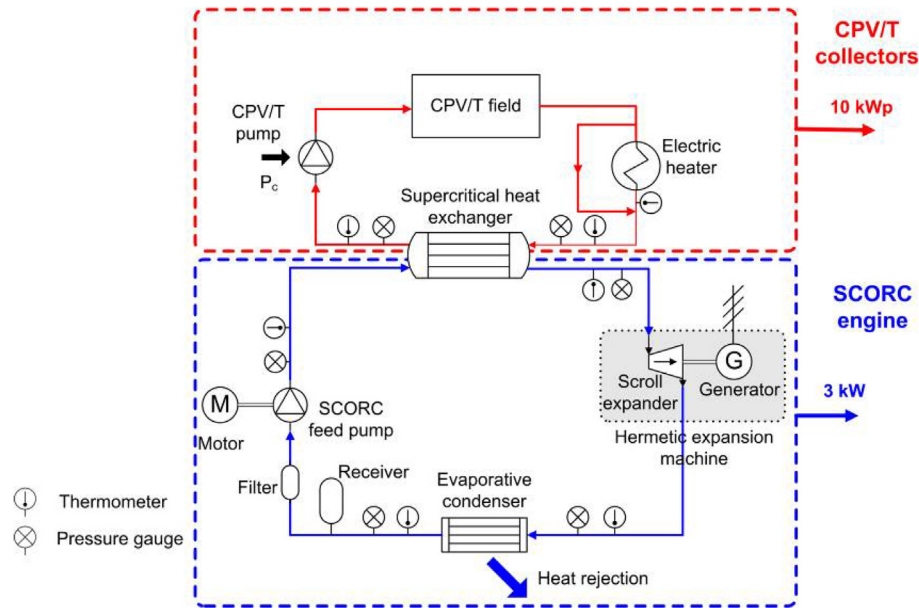 CPV/T
collectors
10 kWp
CPV/T field
CPV/T
pump
Pc
Electric
heater
Supercritical heat
exchanger
SCORC
engine
3 kW
G
Scroll
expander
Generator
Hermetic expansion
machine
M
Motor
SCORC
feed pump
Filter
Receiver
Evaporative
condenser
Heat rejection
Thermometer
Pressure gauge